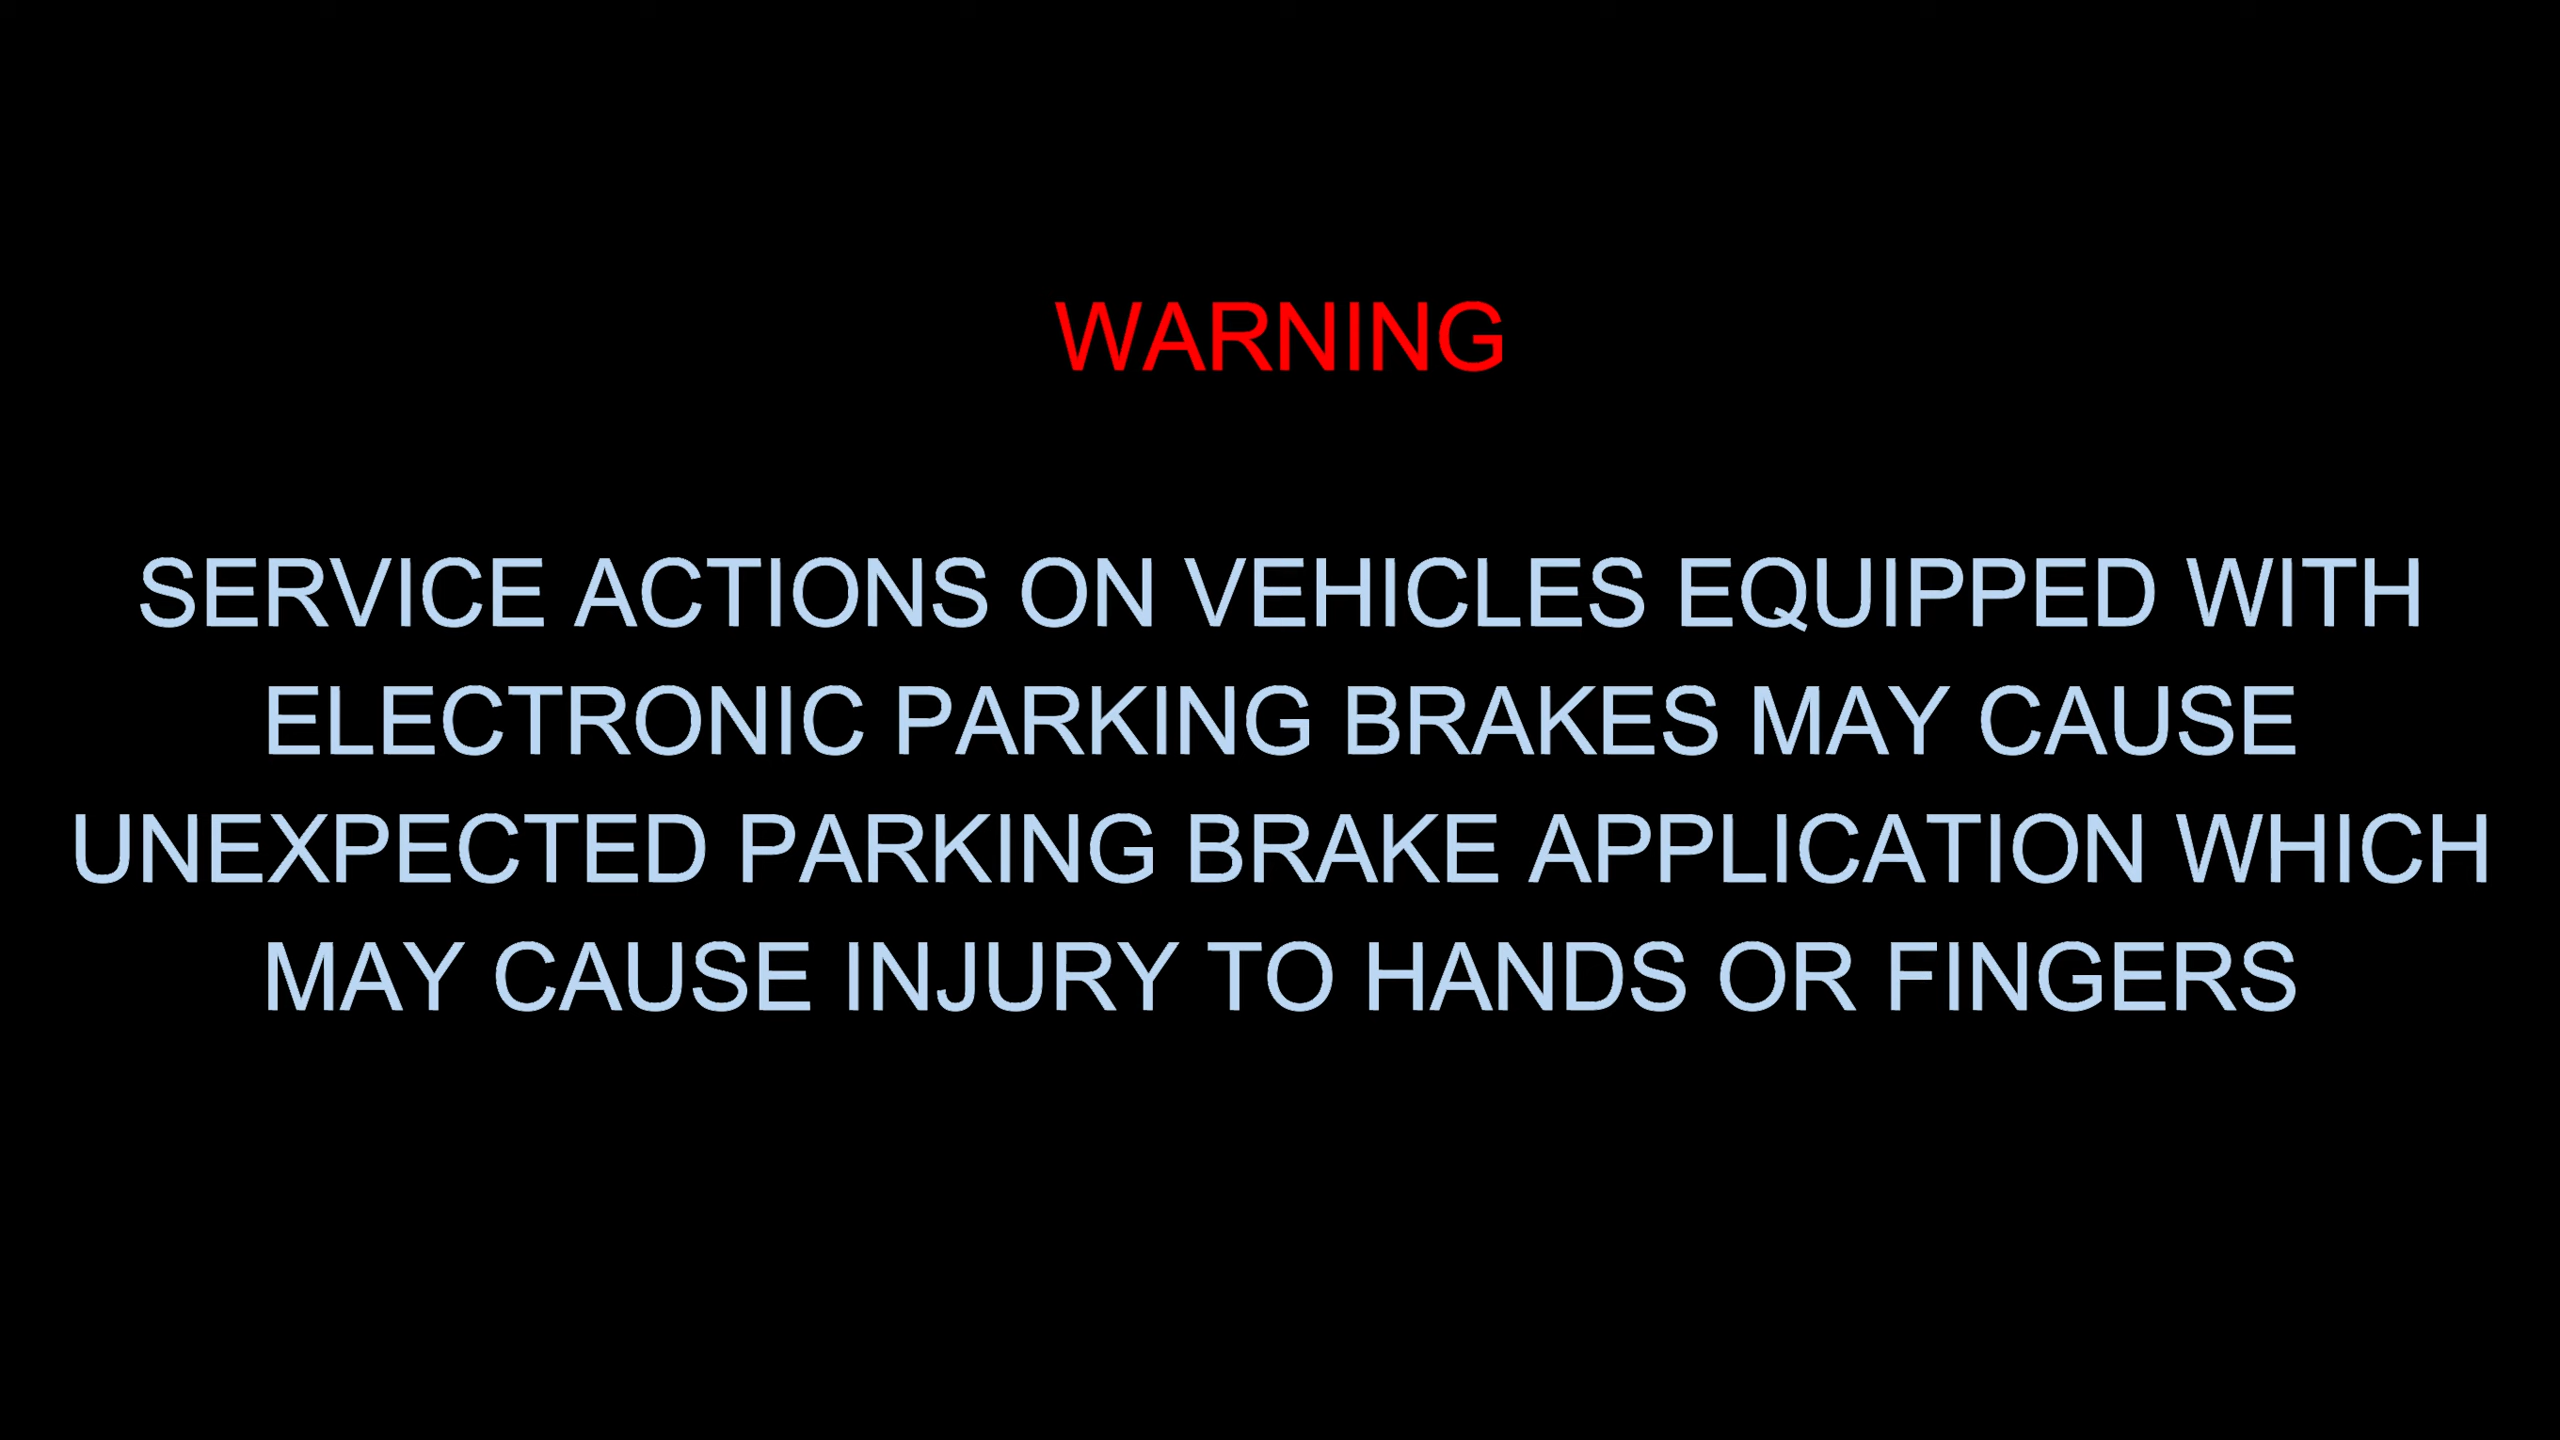 WARNING
SERVICE ACTIONS ON VEHICLES EQUIPPED WITH
ELECTRONIC PARKING BRAKES MAY CAUSE
UNEXPECTED PARKING BRAKE APPLICATION WHICH
MAY CAUSE INJURY TO HANDS OR FINGERS